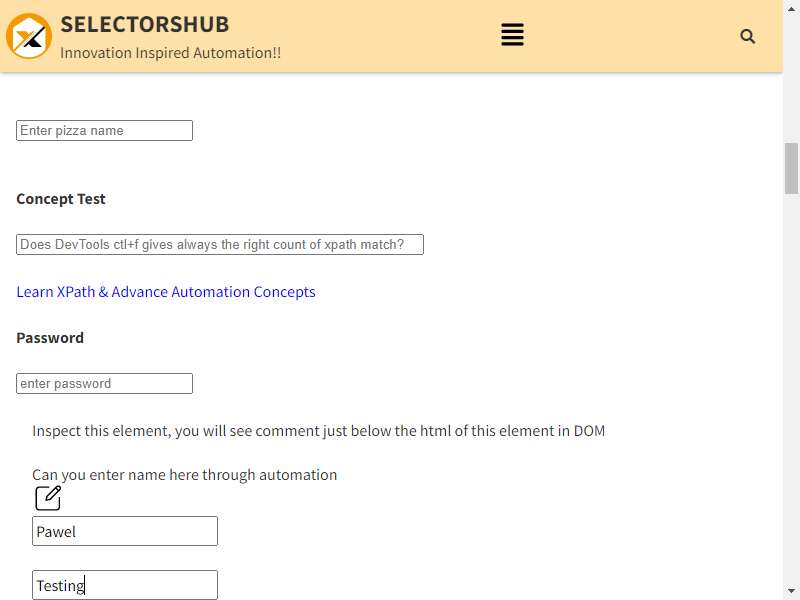 SELECTORSHUB
Innovation Inspired Automation!!
Enter pizza name
Concept Test
Does DevTools ctl+f gives always the right count of xpath match?
Learn XPath & Advance Automation Concepts
Password
enter password
Inspect this element, you will see comment just below the html of this element in DOM
Can you enter name here through automation
Pawel
Testing